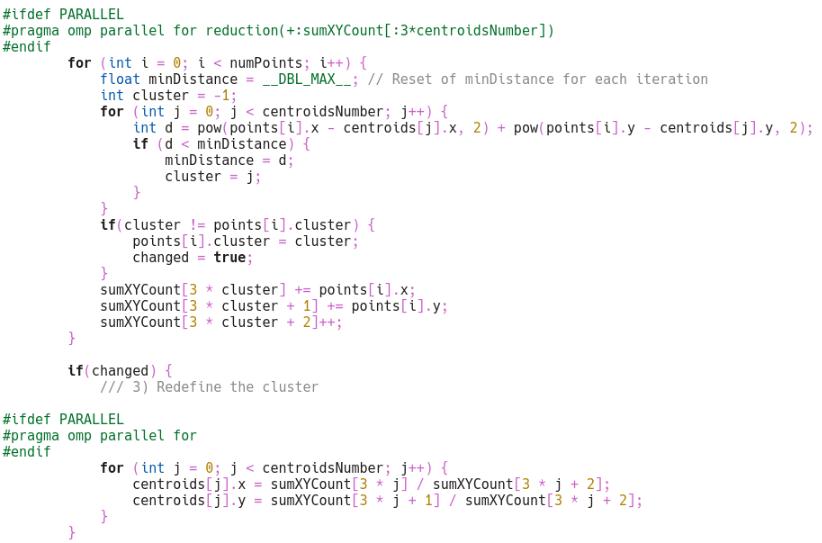 #ifdef PARALLEL
#pragma omp parallel for reduction(+:sumXYCount[:3*centroidsNumber])
#endif
        for (int i = 0; i < numPoints; i++) {
            float minDistance = __DBL_MAX__; // Reset of minDistance for each iteration
            int cluster = -1;
            for (int j = 0; j < centroidsNumber; j++) {
                int d = pow(points[i].x - centroids[j].x, 2) + pow(points[i].y - centroids[j].y, 2);
                if (d < minDistance) {
                    minDistance = d;
                    cluster = j;
                }
            }
            if(cluster != points[i].cluster) {
                points[i].cluster = cluster;
                changed = true;
            }
            sumXYCount[3 * cluster] += points[i].x;
            sumXYCount[3 * cluster + 1] += points[i].y;
            sumXYCount[3 * cluster + 2]++;
        }

        if(changed) {
            /// 3) Redefine the cluster

#ifdef PARALLEL
#pragma omp parallel for
#endif
            for (int j = 0; j < centroidsNumber; j++) {
                centroids[j].x = sumXYCount[3 * j] / sumXYCount[3 * j + 2];
                centroids[j].y = sumXYCount[3 * j + 1] / sumXYCount[3 * j + 2];
            }
        }